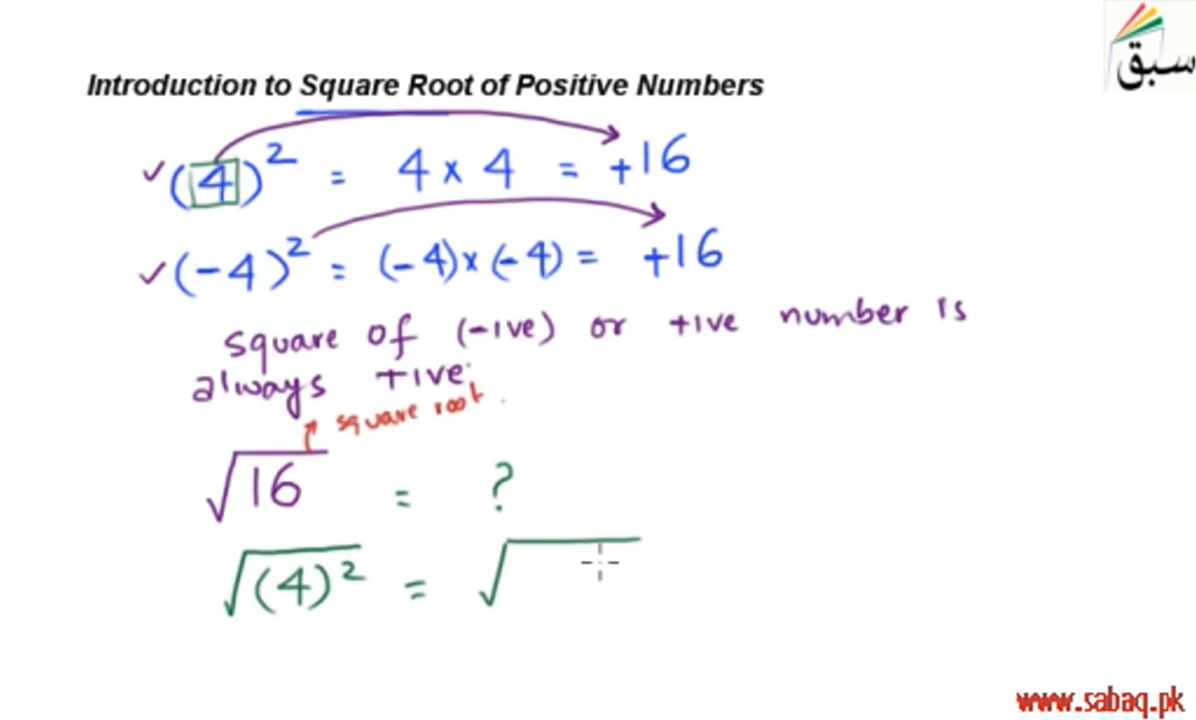 سبق
Introduction to Square Root of Positive Numbers
✓(4)² = 4 × 4 = +16
✓(-4)² = (-4)×(-4) = +16
square of (-ive) or +ive number is
always +ive.
square root.
√16 = ?
√(4)² = √
www.sabaq.pk